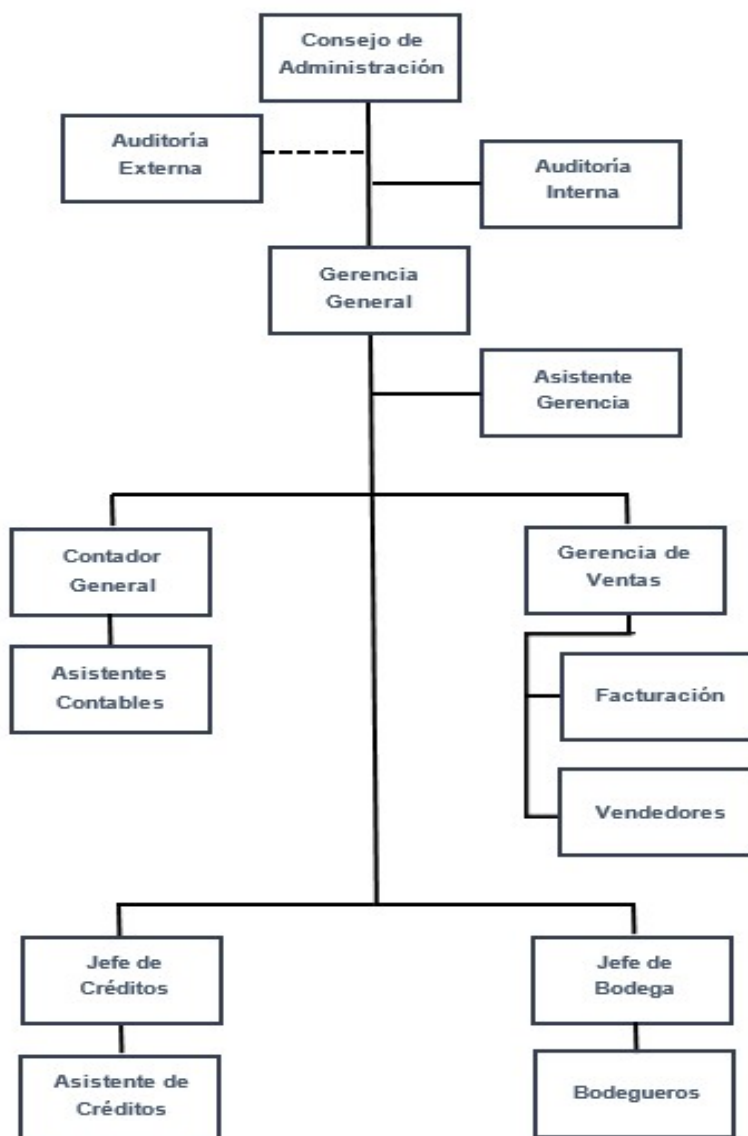 Consejo de
Administración
Auditoría
Externa
Auditoría
Interna
Gerencia
General
Asistente
Gerencia
Contador
General
Gerencia de
Ventas
Asistentes
Contables
Facturación
Vendedores
Jefe de
Créditos
Jefe de
Bodega
Asistente de
Créditos
Bodegueros